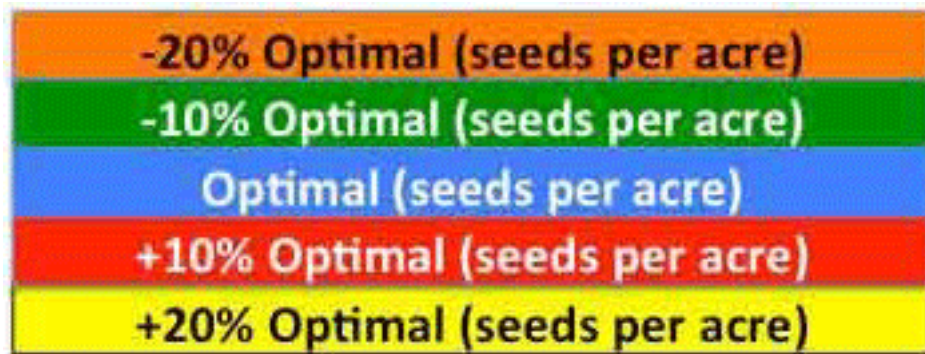 -20% Optimal (seeds per acre)
-10% Optimal (seeds per acre)
Optimal (seeds per acre)
+10% Optimal (seeds per acre)
+20% Optimal (seeds per acre)